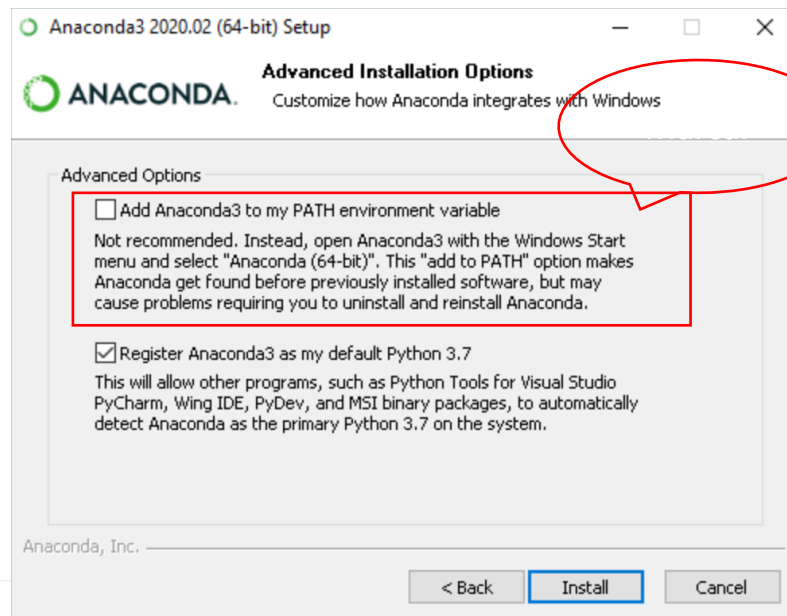 Anaconda3 2020.02 (64-bit) Setup
ANACONDA.
Advanced Installation Options
Customize how Anaconda integrates with Windows
Advanced Options
Add Anaconda3 to my PATH environment variable
Not recommended. Instead, open Anaconda3 with the Windows Start
menu and select "Anaconda (64-bit)". This "add to PATH" option makes
Anaconda get found before previously installed software, but may
cause problems requiring you to uninstall and reinstall Anaconda.
Register Anaconda3 as my default Python 3.7
This will allow other programs, such as Python Tools for Visual Studio
PyCharm, Wing IDE, PyDev, and MSI binary packages, to automatically
detect Anaconda as the primary Python 3.7 on the system.
Anaconda, Inc.
< Back
Install
Cancel